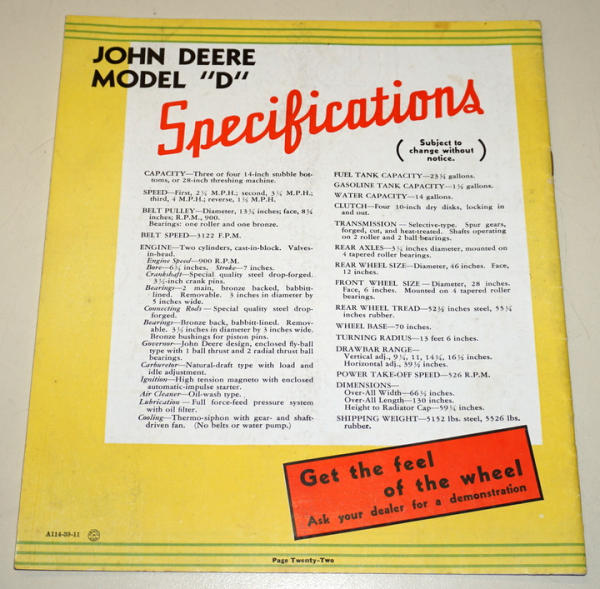 JOHN DEERE
MODEL "D"
Specifications
(Subject to
change without
notice.)
CAPACITY—Three or four 14-inch stubble bot-
toms, or 28-inch threshing machine.
SPEED—First, 2½ M.P.H.; second, 3¼ M.P.H.;
third, 4 M.P.H.; reverse, 1½ M.P.H.
BELT PULLEY—Diameter, 13¼ inches; face, 8¾
inches; R.P.M., 900.
Bearings: one roller and one bronze.
BELT SPEED—3122 F.P.M.
ENGINE—Two cylinders, cast-in-block. Valves-
in-head.
Engine Speed—900 R.P.M.
Bore—6¾ inches. Stroke—7 inches.
Crankshaft—Special quality steel drop-forged.
3½-inch crank pins.
Bearings—2 main, bronze backed, babbitt-
lined. Removable. 3 inches in diameter by
5 inches wide.
Connecting Rods—Special quality steel drop-
forged.
Bearings—Bronze back, babbitt-lined. Remov-
able. 3½ inches in diameter by 3 inches wide.
Bronze bushings for piston pins.
Governor—John Deere design, enclosed fly-ball
type with 1 ball thrust and 2 radial thrust ball
bearings.
Carburetor—Natural-draft type with load and
idle adjustment.
Ignition—High tension magneto with enclosed
automatic-impulse starter.
Air Cleaner—Oil-wash type.
Lubrication—Full force-feed pressure system
with oil filter.
Cooling—Thermo-siphon with gear- and shaft-
driven fan. (No belts or water pump.)
FUEL TANK CAPACITY—23¼ gallons.
GASOLINE TANK CAPACITY—1½ gallons.
WATER CAPACITY—14 gallons.
CLUTCH—Four 10-inch dry disks, locking in
and out.
TRANSMISSION—Selective-type. Spur gears,
forged, cut, and heat-treated. Shafts operating
on 2 roller and 2 ball bearings.
REAR AXLES—3¼ inches diameter, mounted on
4 tapered roller bearings.
REAR WHEEL SIZE—Diameter, 46 inches. Face,
12 inches.
FRONT WHEEL SIZE—Diameter, 28 inches.
Face, 6 inches. Mounted on 4 tapered roller
bearings.
REAR WHEEL TREAD—52½ inches steel, 55¼
inches rubber.
WHEEL BASE—70 inches.
TURNING RADIUS—13 feet 6 inches.
DRAWBAR RANGE—
Vertical adj., 9¼, 11, 14¾, 16½ inches.
Horizontal adj., 39½ inches.
POWER TAKE-OFF SPEED—526 R.P.M.
DIMENSIONS—
Over-All Width—66½ inches.
Over-All Length—130 inches.
Height to Radiator Cap—59¼ inches.
SHIPPING WEIGHT—5152 lbs. steel, 5526 lbs.
rubber.
Get the feel
of the wheel
Ask your dealer for a demonstration
A114-39-11
Page Twenty-Two